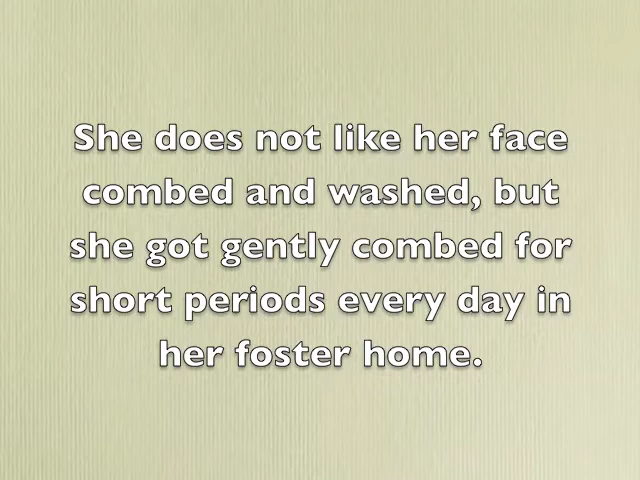 She does not like her face
combed and washed, but
she got gently combed for
short periods every day in
her foster home.